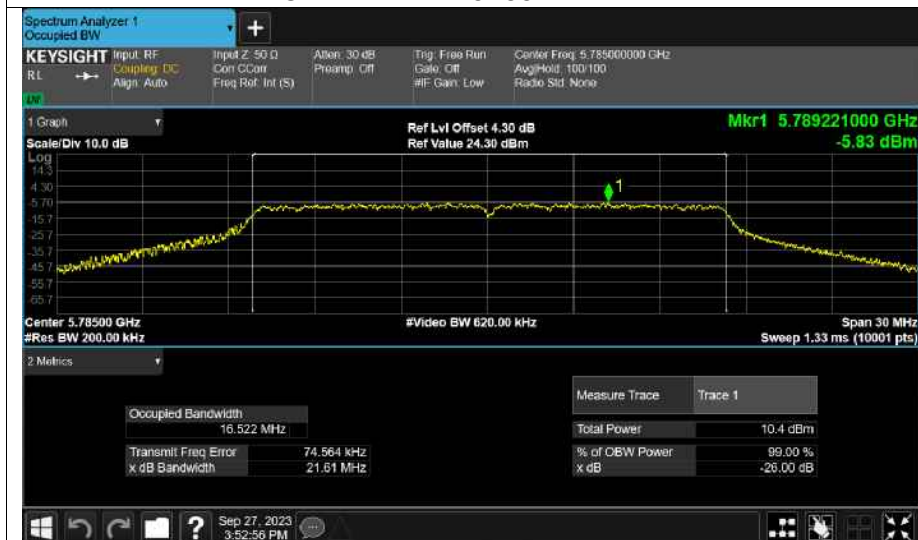 Spectrum Analyzer 1
Occupied BW
+
KEYSIGHT
RL
Input: RF
Coupling: DC
Align: Auto
Input Z: 50 Ω
Corr CCorr
Freq Ref: Int (S)
Atten: 30 dB
Preamp: Off
Trig: Free Run
Gate: Off
#IF Gain: Low
Center Freq: 5.785000000 GHz
Avg|Hold: 100/100
Radio Std: None
1 Graph
Scale/Div 10.0 dB
Ref Lvl Offset 4.30 dB
Ref Value 24.30 dBm
Mkr1 5.789221000 GHz
-5.83 dBm
Log
14.3
4.30
-5.70
-15.7
-25.7
-35.7
-45.7
-55.7
-65.7
1
Center 5.78500 GHz
#Res BW 200.00 kHz
#Video BW 620.00 kHz
Span 30 MHz
Sweep 1.33 ms (10001 pts)
2 Metrics
Measure Trace Trace 1
Occupied Bandwidth
16.522 MHz
Total Power 10.4 dBm
Transmit Freq Error 74.564 kHz
% of OBW Power 99.00 %
x dB Bandwidth 21.61 MHz
x dB -26.00 dB
?
Sep 27, 2023
3:52:56 PM